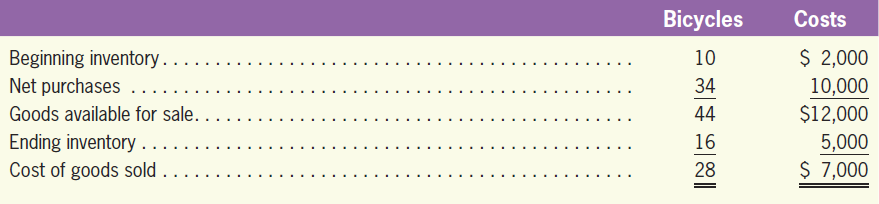 Bicycles Costs
Beginning inventory . . . . . . . . . . . . . . . . . . . . . . . . . . . . . . . . . . . . . . . . . . . . . 10 $ 2,000
Net purchases . . . . . . . . . . . . . . . . . . . . . . . . . . . . . . . . . . . . . . . . . . . . . . . . 34 10,000
Goods available for sale. . . . . . . . . . . . . . . . . . . . . . . . . . . . . . . . . . . . . . . . . . 44 $12,000
Ending inventory . . . . . . . . . . . . . . . . . . . . . . . . . . . . . . . . . . . . . . . . . . . . . . . 16 5,000
Cost of goods sold . . . . . . . . . . . . . . . . . . . . . . . . . . . . . . . . . . . . . . . . . . . . . 28 $ 7,000